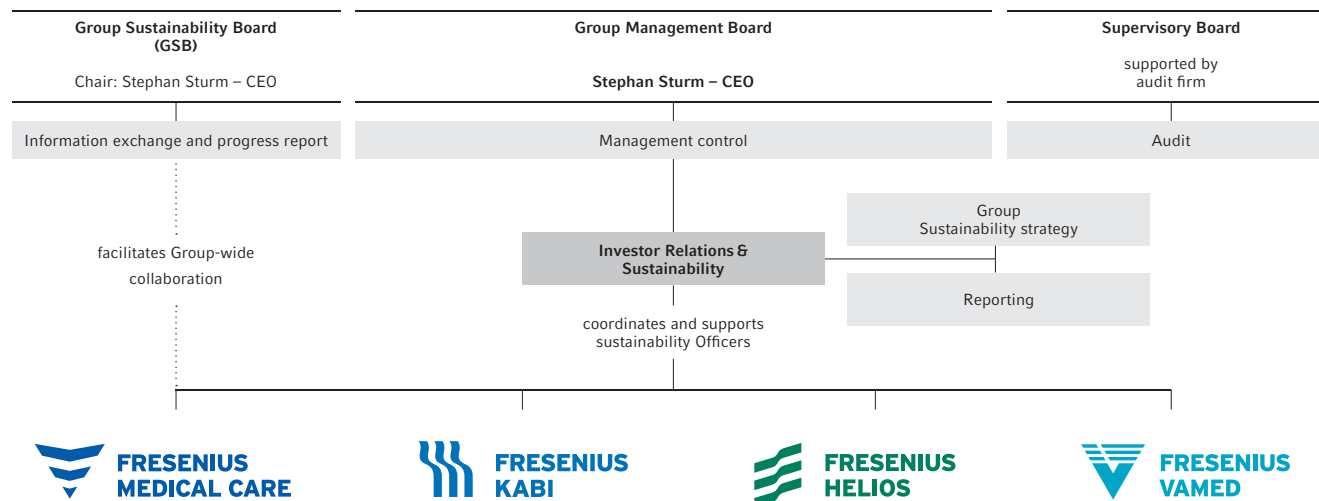 Group Sustainability Board
(GSB)
Chair: Stephan Sturm – CEO
Information exchange and progress report
facilitates Group-wide
collaboration
Group Management Board
Stephan Sturm – CEO
Management control
Investor Relations &
Sustainability
coordinates and supports
sustainability Officers
Supervisory Board
supported by
audit firm
Audit
Group
Sustainability strategy
Reporting
FRESENIUS
MEDICAL CARE
FRESENIUS
KABI
FRESENIUS
HELIOS
FRESENIUS
VAMED